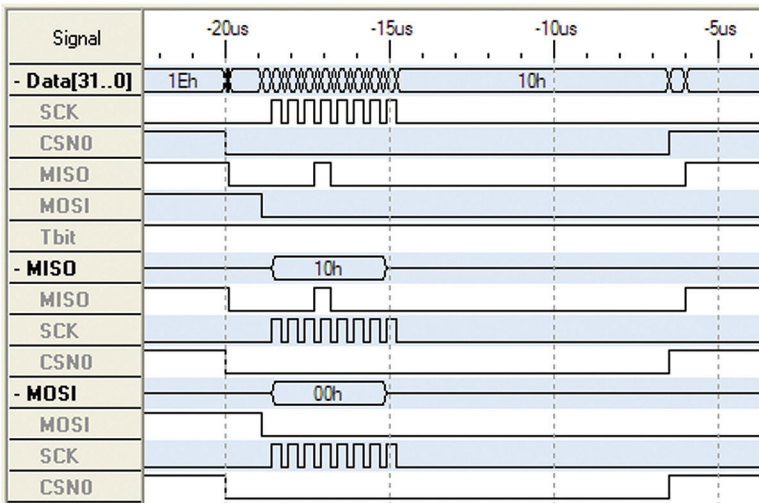 Signal -20us -15us -10us -5us
- Data[31..0] 1Eh 10h
SCK
CSN0
MISO
MOSI
Tbit
- MISO 10h
MISO
SCK
CSN0
- MOSI 00h
MOSI
SCK
CSN0